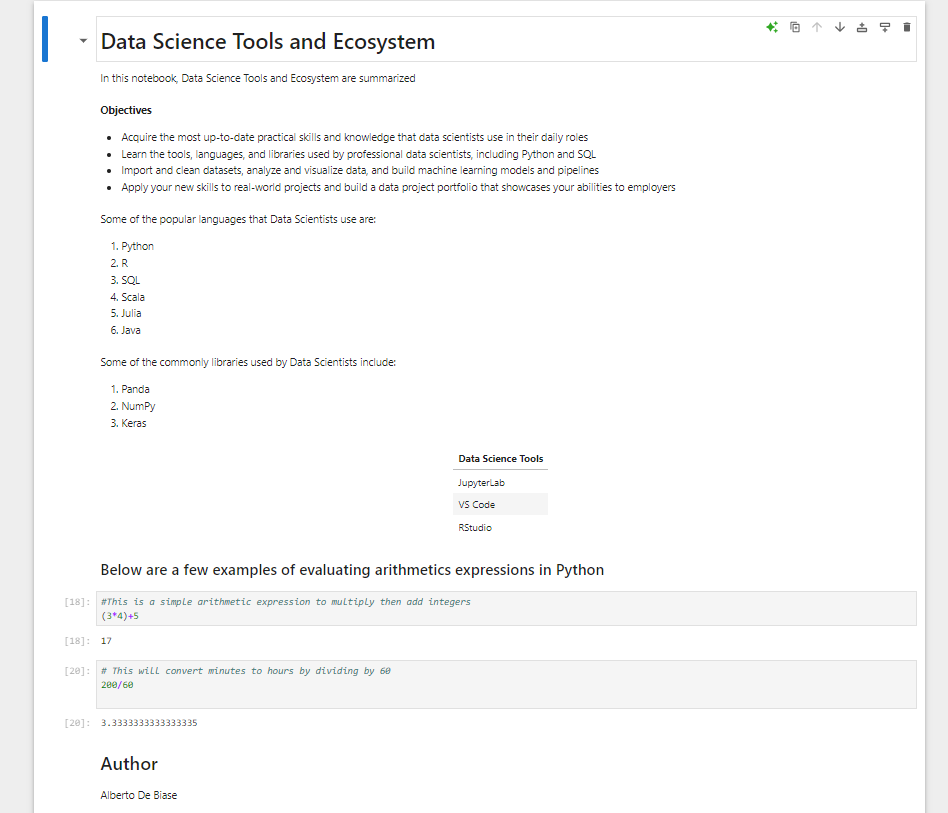 Data Science Tools and Ecosystem
In this notebook, Data Science Tools and Ecosystem are summarized
Objectives
Acquire the most up-to-date practical skills and knowledge that data scientists use in their daily roles
Learn the tools, languages, and libraries used by professional data scientists, including Python and SQL
Import and clean datasets, analyze and visualize data, and build machine learning models and pipelines
Apply your new skills to real-world projects and build a data project portfolio that showcases your abilities to employers
Some of the popular languages that Data Scientists use are:
1. Python
2. R
3. SQL
4. Scala
5. Julia
6. Java
Some of the commonly libraries used by Data Scientists include:
1. Panda
2. NumPy
3. Keras
Data Science Tools
JupyterLab
VS Code
RStudio
Below are a few examples of evaluating arithmetics expressions in Python
[18]: #This is a simple arithmetic expression to multiply then add integers
(3*4)+5
[18]: 17
[20]: # This will convert minutes to hours by dividing by 60
200/60
[20]: 3.3333333333333335
Author
Alberto De Biase